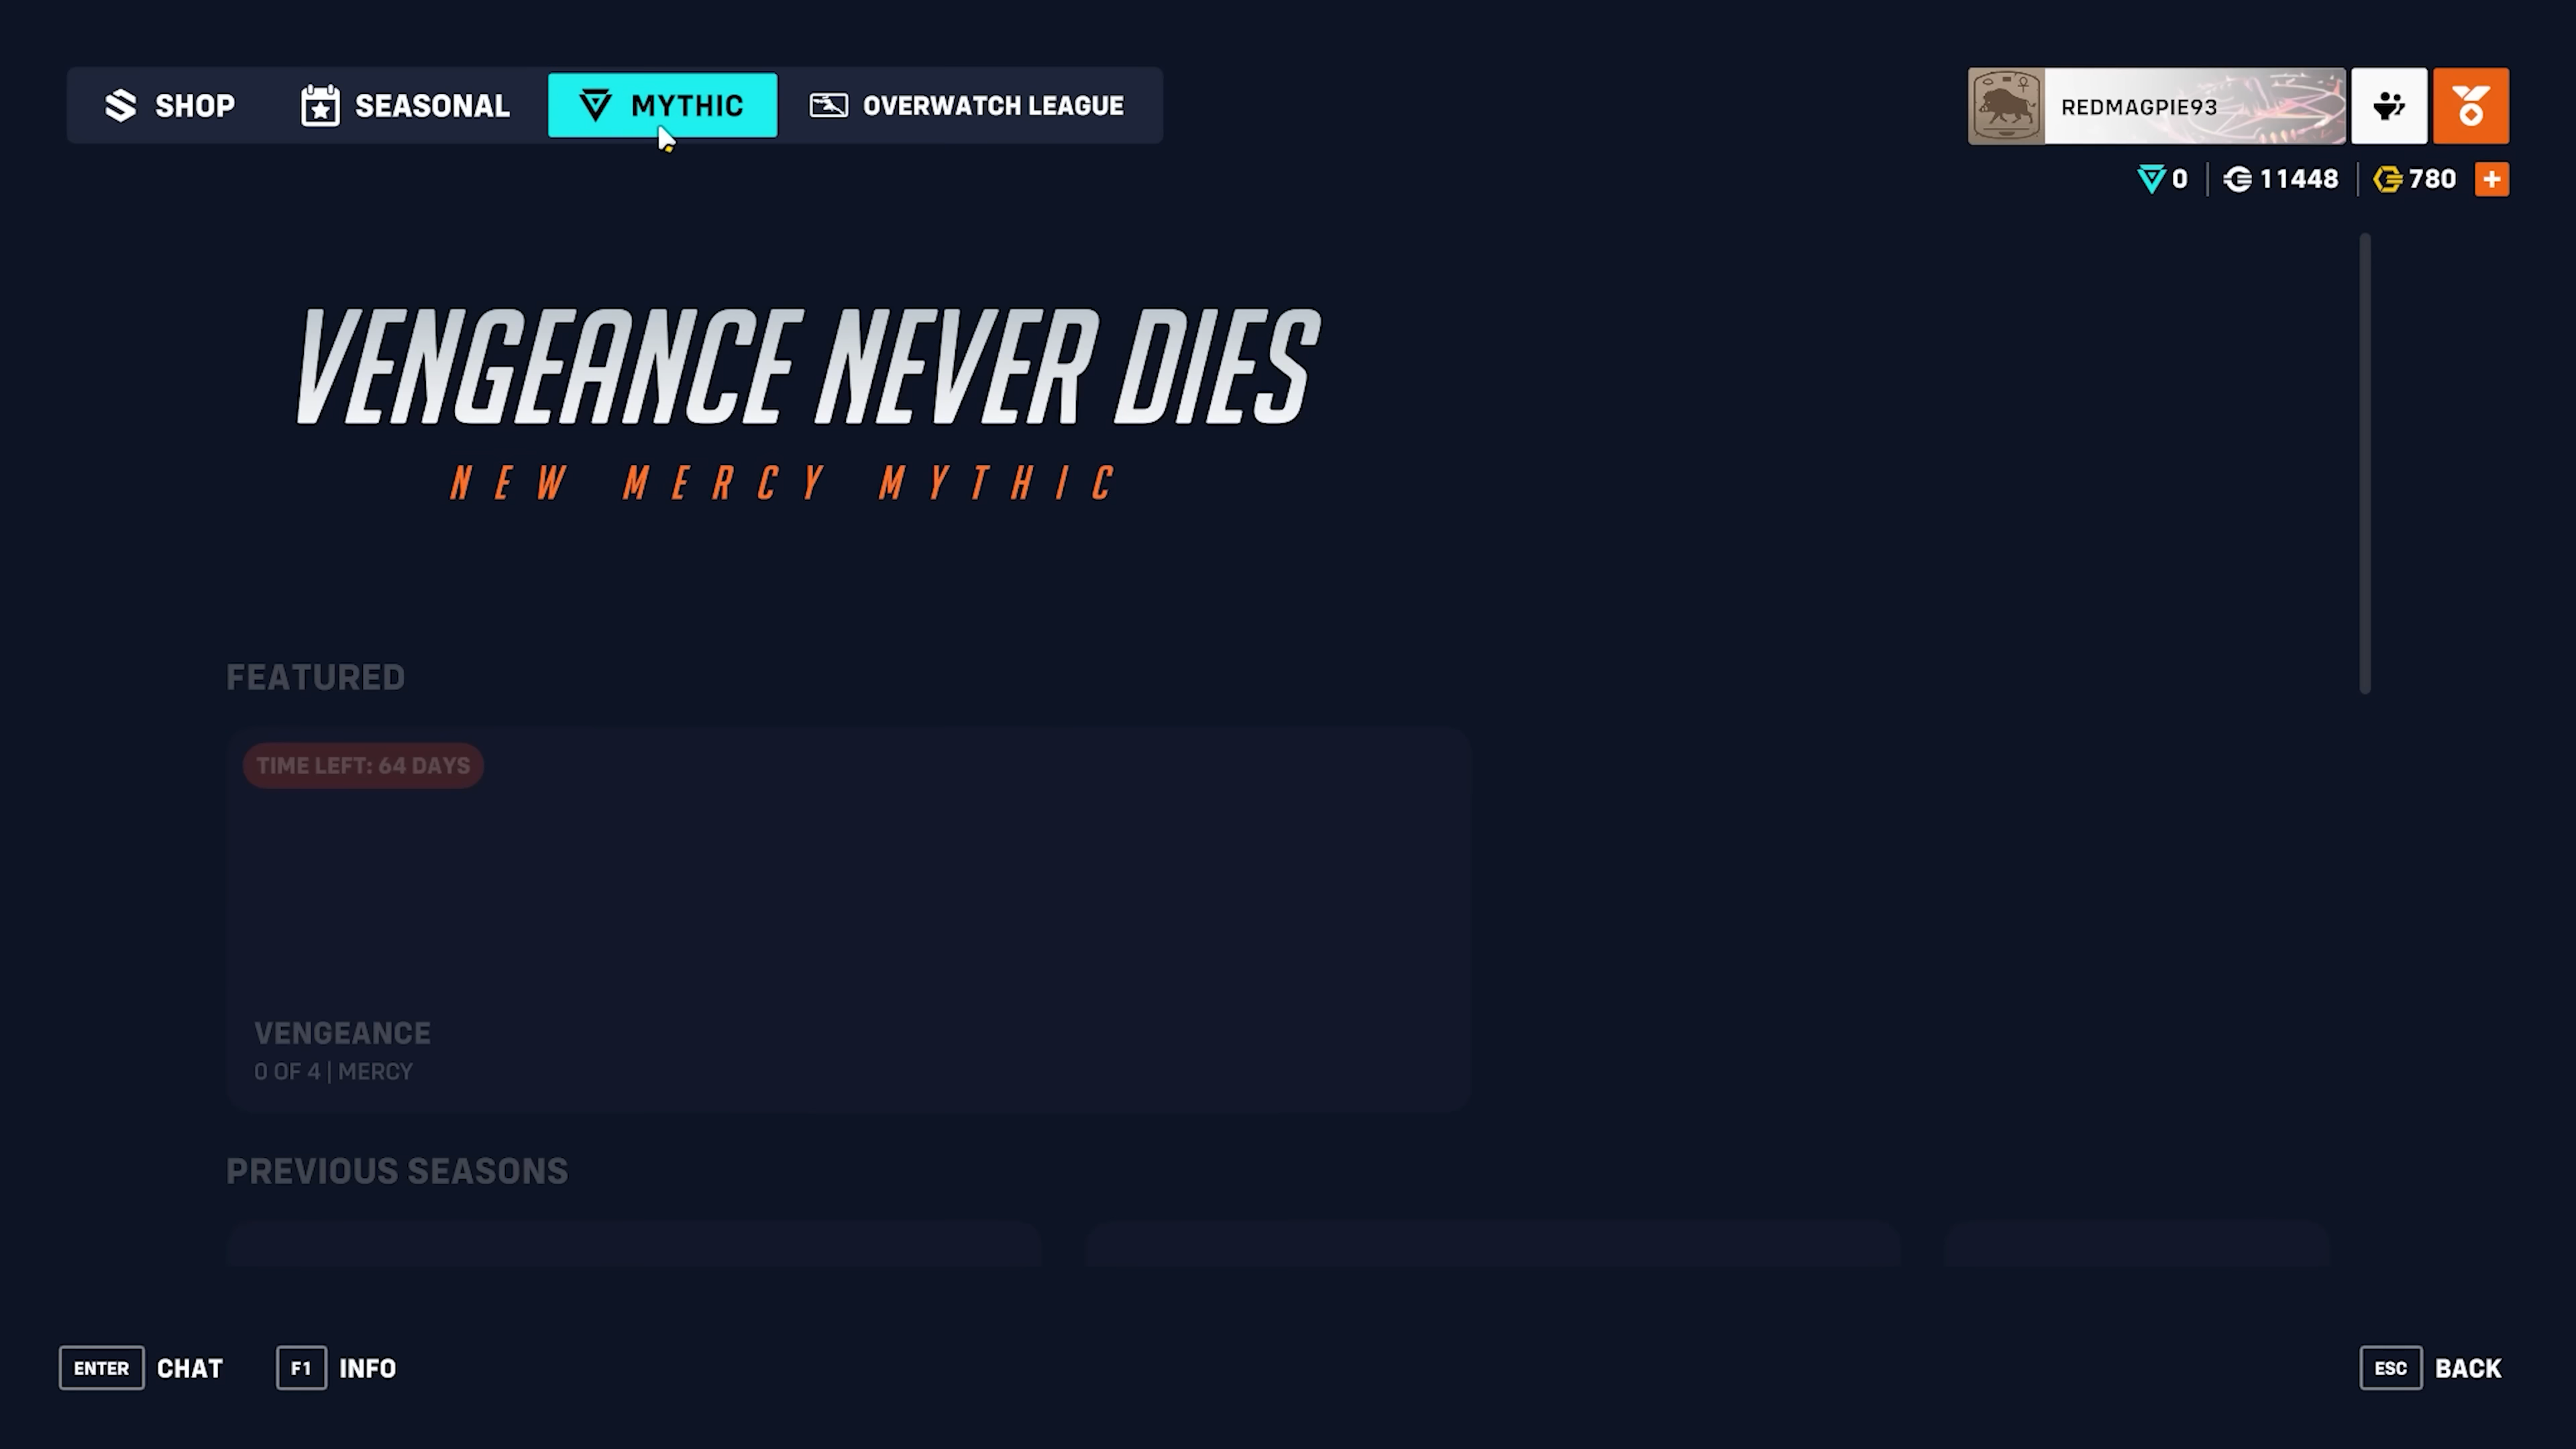 SHOP
SEASONAL
MYTHIC
OVERWATCH LEAGUE
REDMAGPIE93
0
11448
780
+
VENGEANCE NEVER DIES
NEW MERCY MYTHIC
FEATURED
TIME LEFT: 64 DAYS
VENGEANCE
0 OF 4 | MERCY
PREVIOUS SEASONS
ENTER CHAT
F1 INFO
ESC BACK